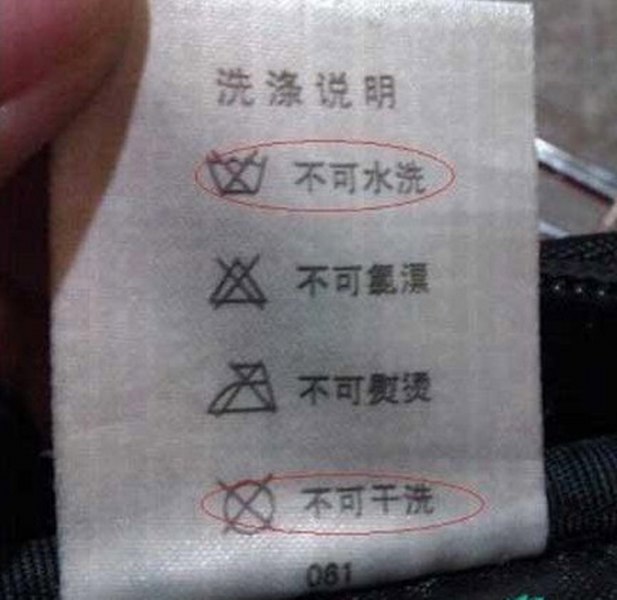 洗涤说明
不可水洗
不可氯漂
不可熨烫
不可干洗
061